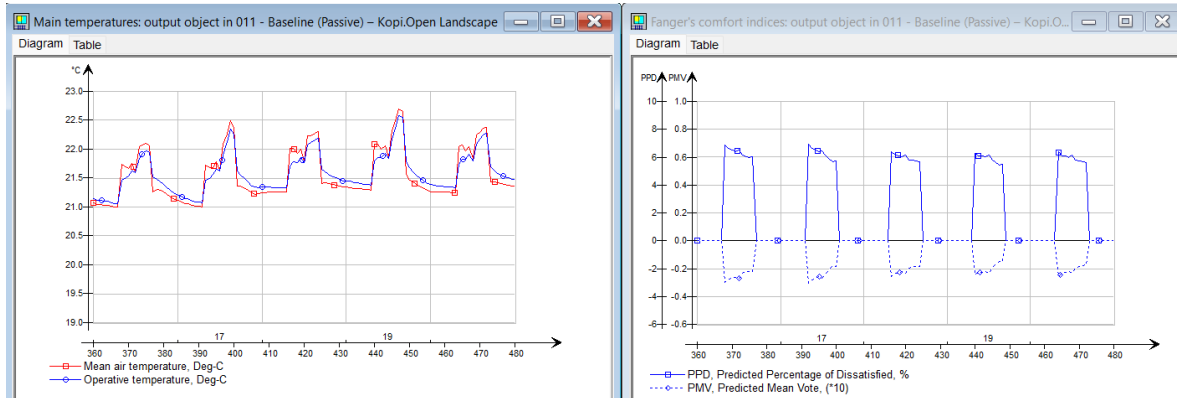 Main temperatures: output object in 011 - Baseline (Passive) – Kopi.Open Landscape
Diagram Table
°C
23.0
22.5
22.0
21.5
21.0
20.5
20.0
19.5
19.0
17 19
360 370 380 390 400 410 420 430 440 450 460 470 480
Mean air temperature, Deg-C
Operative temperature, Deg-C
Fanger's comfort indices: output object in 011 - Baseline (Passive) – Kopi.O...
Diagram Table
PPD PMV
10 1.0
8 0.8
6 0.6
4 0.4
2 0.2
0 0.0
-2 -0.2
-4 -0.4
-6 -0.6
17 19
360 370 380 390 400 410 420 430 440 450 460 470 480
PPD, Predicted Percentage of Dissatisfied, %
PMV, Predicted Mean Vote, (*10)